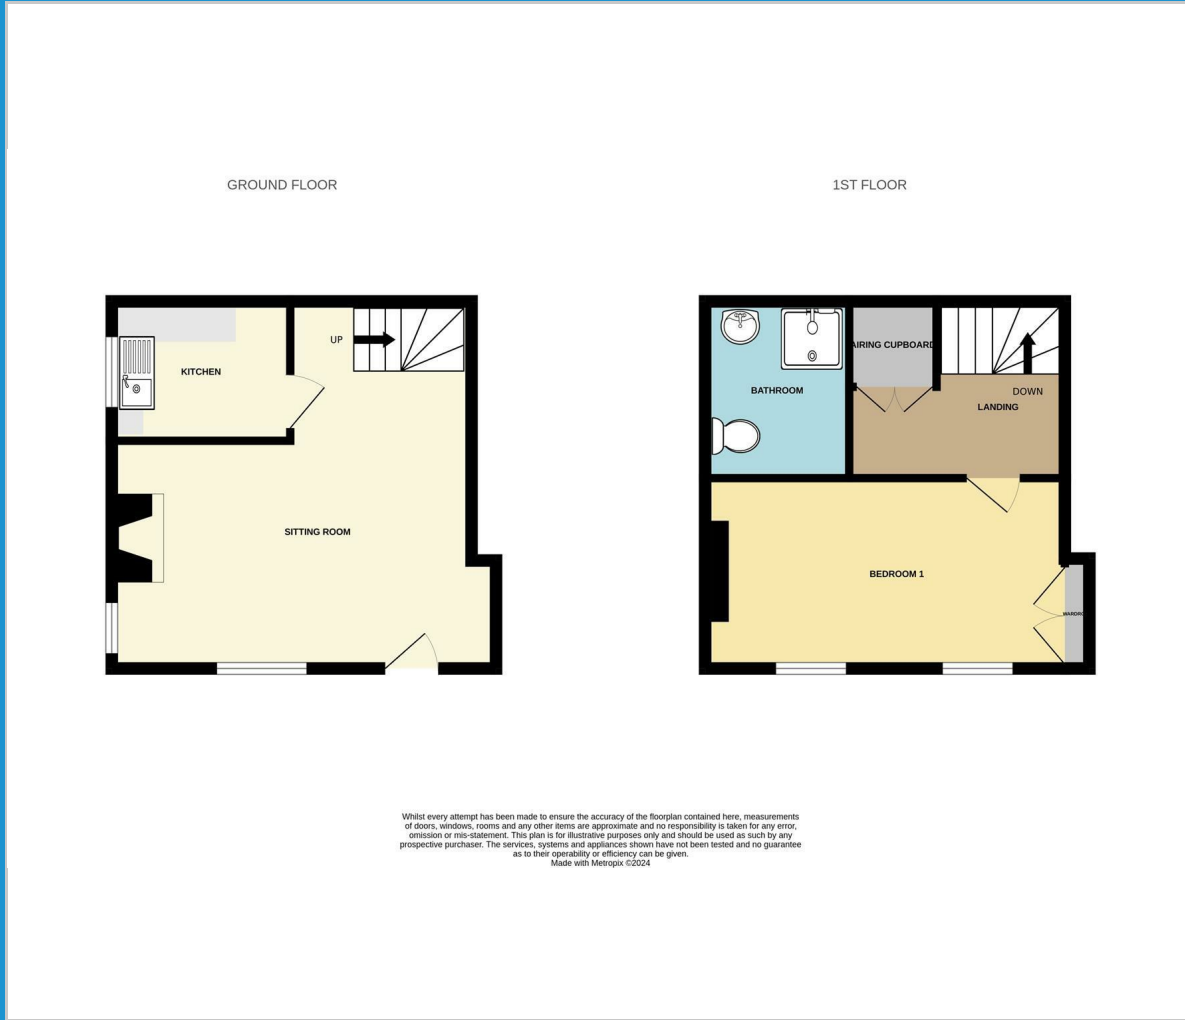 GROUND FLOOR
1ST FLOOR
KITCHEN
UP
SITTING ROOM
AIRING CUPBOARD
BATHROOM
DOWN
LANDING
BEDROOM 1
WARDRO
Whilst every attempt has been made to ensure the accuracy of the floorplan contained here, measurements
of doors, windows, rooms and any other items are approximate and no responsibility is taken for any error,
omission or mis-statement. This plan is for illustrative purposes only and should be used as such by any
prospective purchaser. The services, systems and appliances shown have not been tested and no guarantee
as to their operability or efficiency can be given.
Made with Metropix ©2024